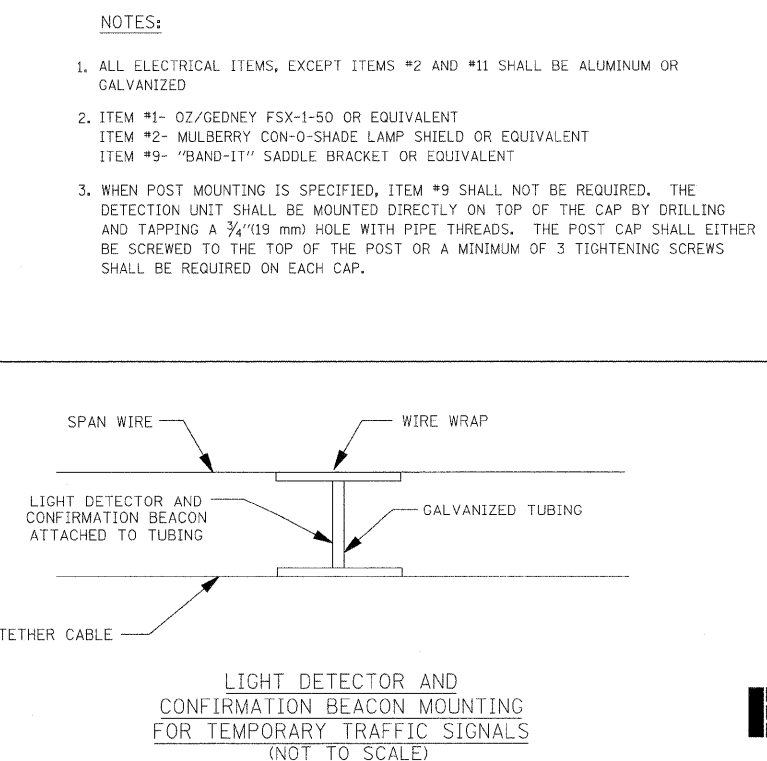 NOTES:
1. ALL ELECTRICAL ITEMS, EXCEPT ITEMS #2 AND #11 SHALL BE ALUMINUM OR
GALVANIZED
2. ITEM #1- OZ/GEDNEY FSX-1-50 OR EQUIVALENT
ITEM #2- MULBERRY CON-O-SHADE LAMP SHIELD OR EQUIVALENT
ITEM #9- "BAND-IT" SADDLE BRACKET OR EQUIVALENT
3. WHEN POST MOUNTING IS SPECIFIED, ITEM #9 SHALL NOT BE REQUIRED. THE
DETECTION UNIT SHALL BE MOUNTED DIRECTLY ON TOP OF THE CAP BY DRILLING
AND TAPPING A 3/4"(19 mm) HOLE WITH PIPE THREADS. THE POST CAP SHALL EITHER
BE SCREWED TO THE TOP OF THE POST OR A MINIMUM OF 3 TIGHTENING SCREWS
SHALL BE REQUIRED ON EACH CAP.
SPAN WIRE
WIRE WRAP
LIGHT DETECTOR AND
CONFIRMATION BEACON
ATTACHED TO TUBING
GALVANIZED TUBING
TETHER CABLE
LIGHT DETECTOR AND
CONFIRMATION BEACON MOUNTING
FOR TEMPORARY TRAFFIC SIGNALS
(NOT TO SCALE)